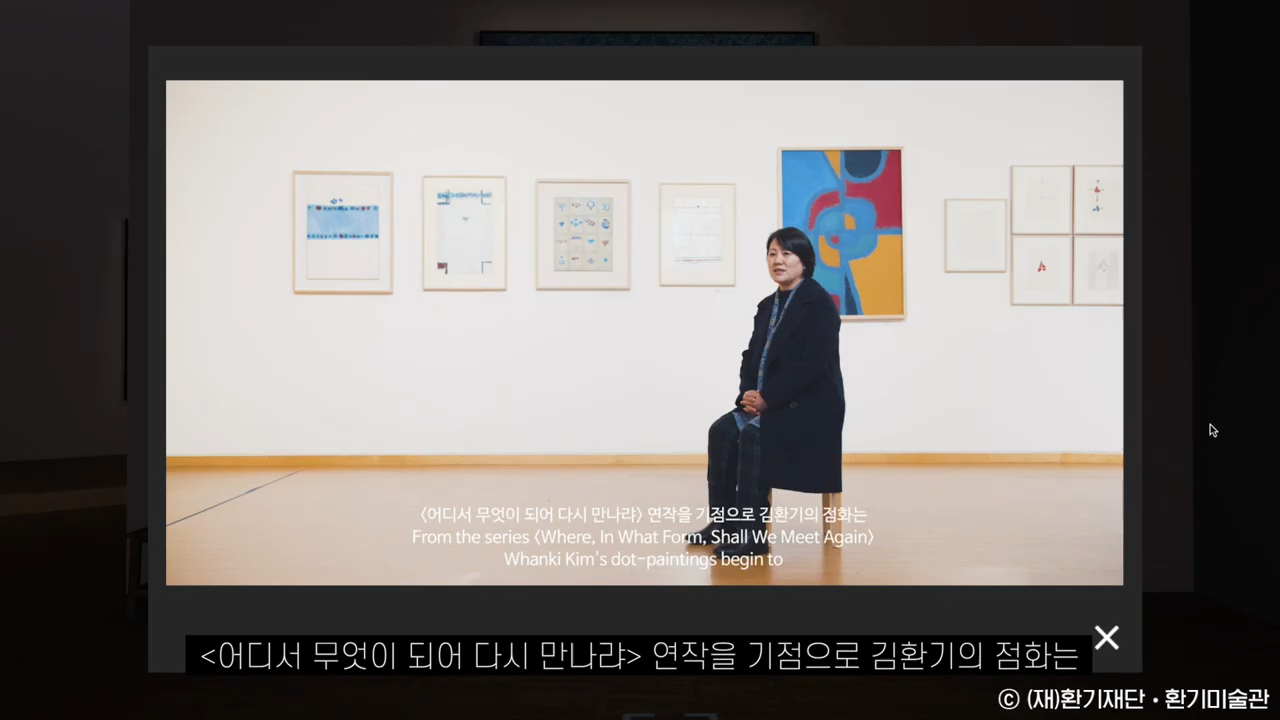 <어디서 무엇이 되어 다시 만나랴> 연작을 기점으로 김환기의 점화는
From the series <Where, In What Form, Shall We Meet Again>
Whanki Kim's dot-paintings begin to
<어디서 무엇이 되어 다시 만나랴> 연작을 기점으로 김환기의 점화는
© (재)환기재단 • 환기미술관